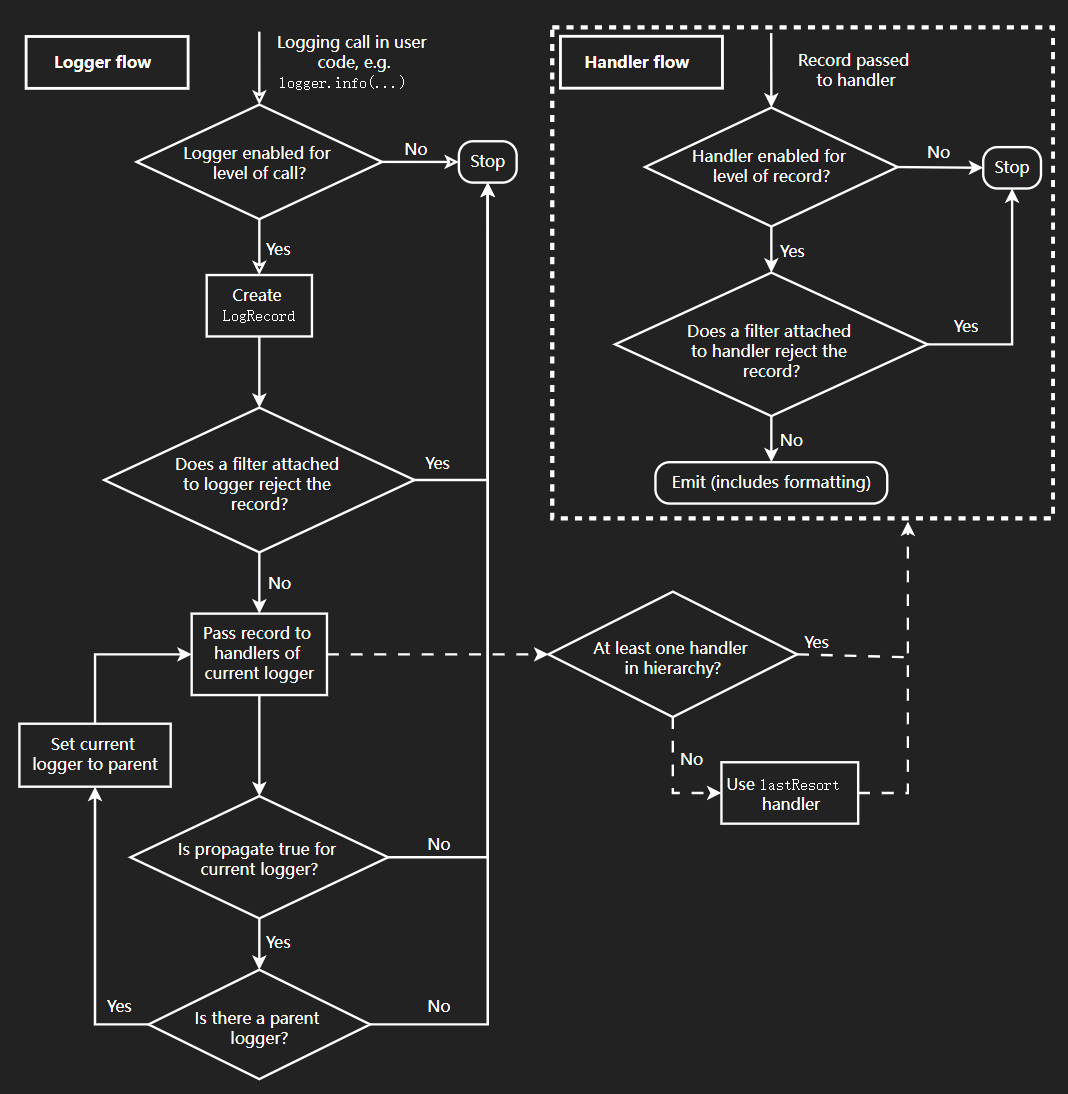 Logger flow
Logging call in user
code, e.g.
logger.info(...)
Logger enabled for
level of call?
No
Stop
Yes
Create
LogRecord
Does a filter attached
to logger reject the
record?
Yes
No
Pass record to
handlers of
current logger
Set current
logger to parent
Is propagate true for
current logger?
No
Yes
Is there a parent
logger?
Yes
No
Handler flow
Record passed
to handler
Handler enabled for
level of record?
No
Stop
Yes
Does a filter attached
to handler reject the
record?
Yes
No
Emit (includes formatting)
At least one handler
in hierarchy?
Yes
No
Use lastResort
handler